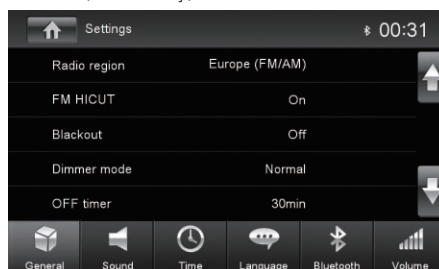 Settings 00:31
Radio region Europe (FM/AM)
FM HICUT On
Blackout Off
Dimmer mode Normal
OFF timer 30min
General Sound Time Language Bluetooth Volume